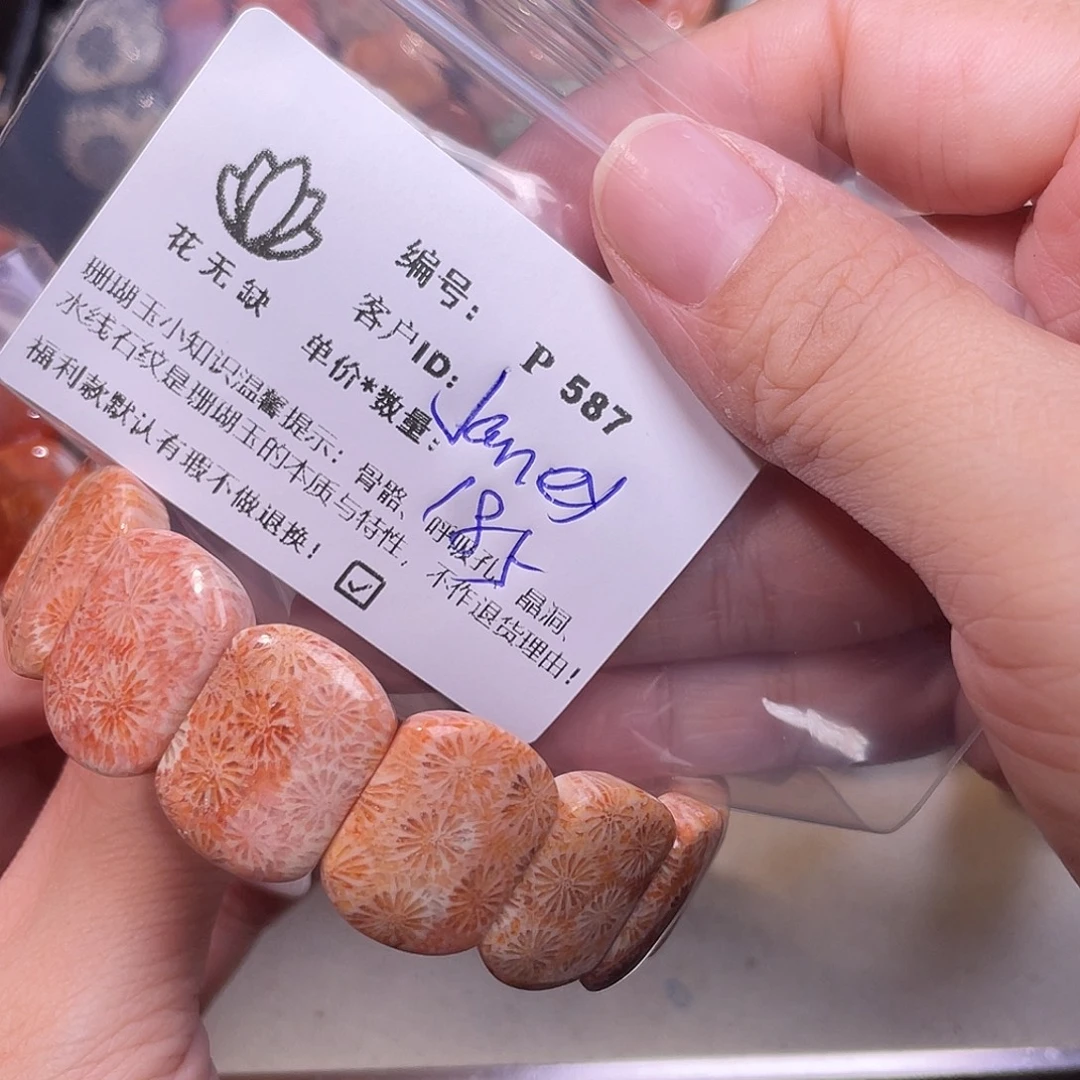 花无缺
编号: P 587
客户ID: Janey
单价*数量: 185
珊瑚玉小知识温馨提示: 骨骼、呼吸孔、晶洞、
水线石纹是珊瑚玉的本质与特性, 不作退货理由!
福利款默认有瑕不做退换!